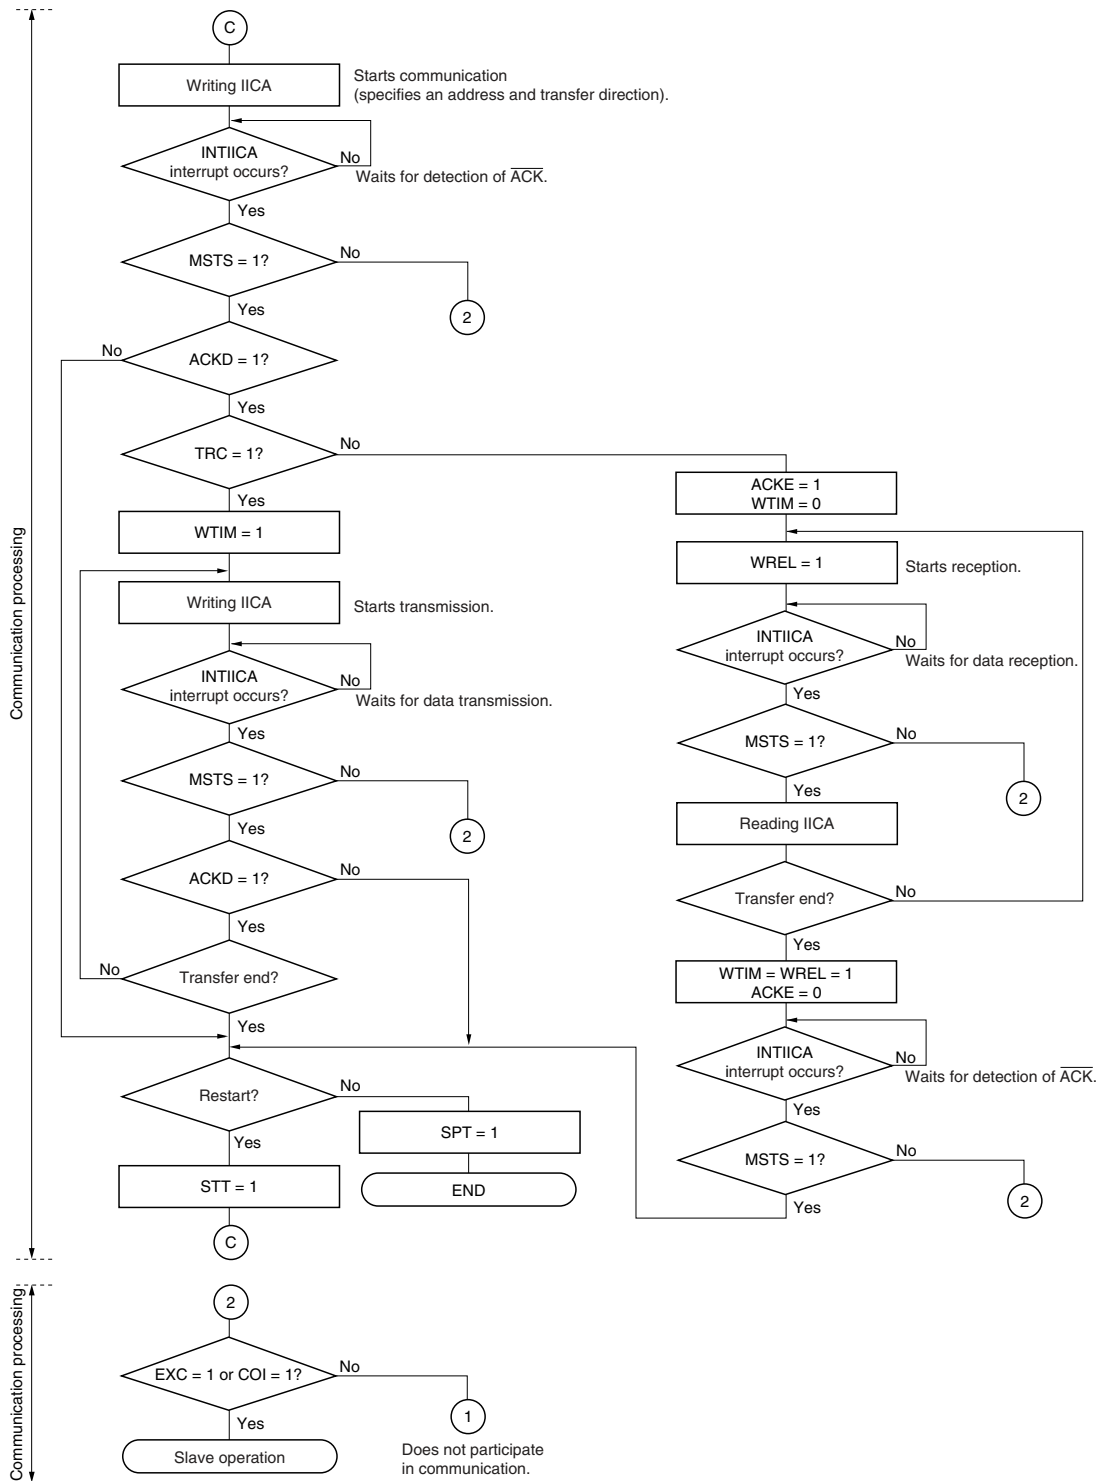 C
Writing IICA
Starts communication
(specifies an address and transfer direction).
INTIICA
interrupt occurs?
No
Waits for detection of A̅C̅K̅.
Yes
MSTS = 1?
No
2
Yes
No
ACKD = 1?
Yes
TRC = 1?
No
Yes
WTIM = 1
Writing IICA
Starts transmission.
INTIICA
interrupt occurs?
No
Waits for data transmission.
Yes
MSTS = 1?
No
2
Yes
ACKD = 1?
No
Yes
No
Transfer end?
Yes
Restart?
No
SPT = 1
END
Yes
STT = 1
C
ACKE = 1
WTIM = 0
WREL = 1
Starts reception.
INTIICA
interrupt occurs?
No
Waits for data reception.
Yes
MSTS = 1?
No
2
Yes
Reading IICA
Transfer end?
No
Yes
WTIM = WREL = 1
ACKE = 0
INTIICA
interrupt occurs?
No
Waits for detection of A̅C̅K̅.
Yes
MSTS = 1?
No
2
Yes
Communication processing
2
EXC = 1 or COI = 1?
No
1
Does not participate
in communication.
Yes
Slave operation
Communication processing